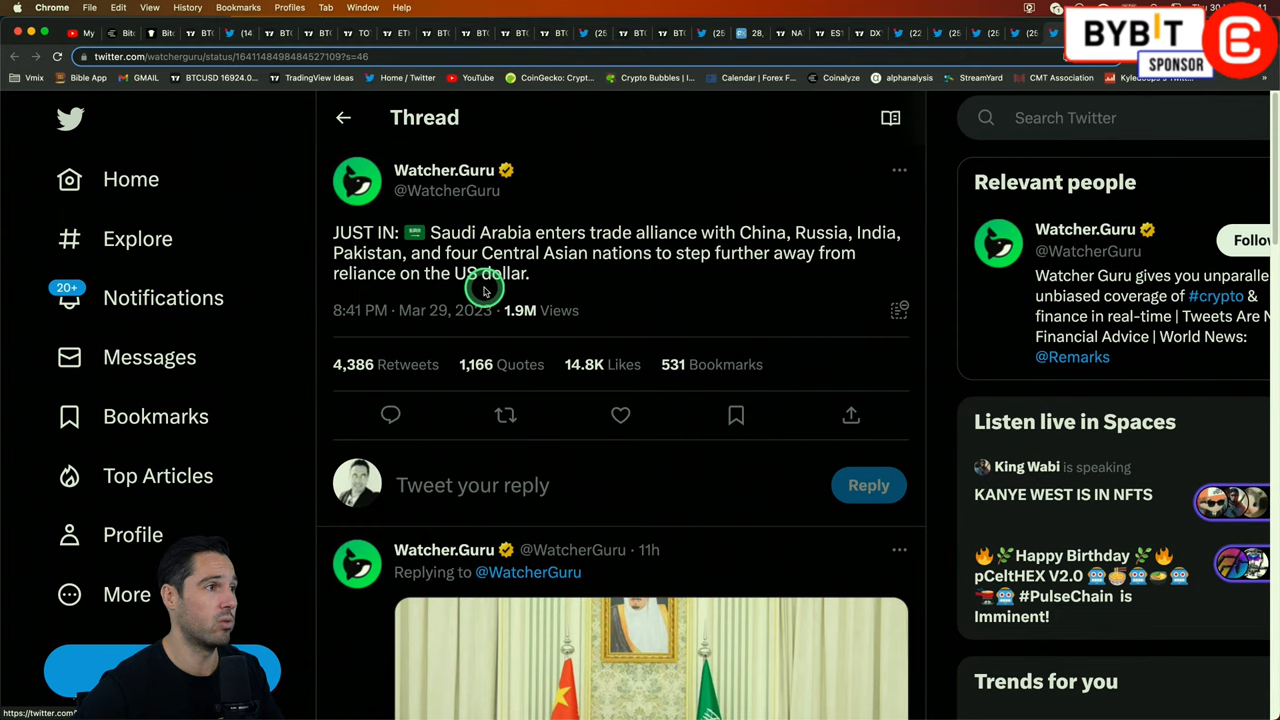 Chrome File Edit View History Bookmarks Profiles Tab Window Help
twitter.com/watcherguru/status/1641148498452710​9?s=46
Vmix Bible App GMAIL BTCUSD 16924.0... TradingView Ideas Home / Twitter YouTube CoinGecko: Crypt... Crypto Bubbles | I... Calendar | Forex F... Coinalyze alphanalysis StreamYard CMT Association
BYBIT
SPONSOR
Thread
Search Twitter
Home
Explore
20+
Notifications
Messages
Bookmarks
Top Articles
Profile
More
Watcher.Guru
@WatcherGuru
JUST IN: 🇸🇦 Saudi Arabia enters trade alliance with China, Russia, India,
Pakistan, and four Central Asian nations to step further away from
reliance on the US dollar.
8:41 PM · Mar 29, 2023 · 1.9M Views
4,386 Retweets 1,166 Quotes 14.8K Likes 531 Bookmarks
Tweet your reply
Reply
Watcher.Guru @WatcherGuru · 11h
Replying to @WatcherGuru
Relevant people
Watcher.Guru
@WatcherGuru
Follow
Watcher Guru gives you unparalle
unbiased coverage of #crypto &
finance in real-time | Tweets Are N
Financial Advice | World News:
@Remarks
Listen live in Spaces
King Wabi is speaking
KANYE WEST IS IN NFTS
🔥🌿Happy Birthday 🌿🔥
pCeltHEX V2.0
#PulseChain is
Imminent!
Trends for you
https://twitter.com/